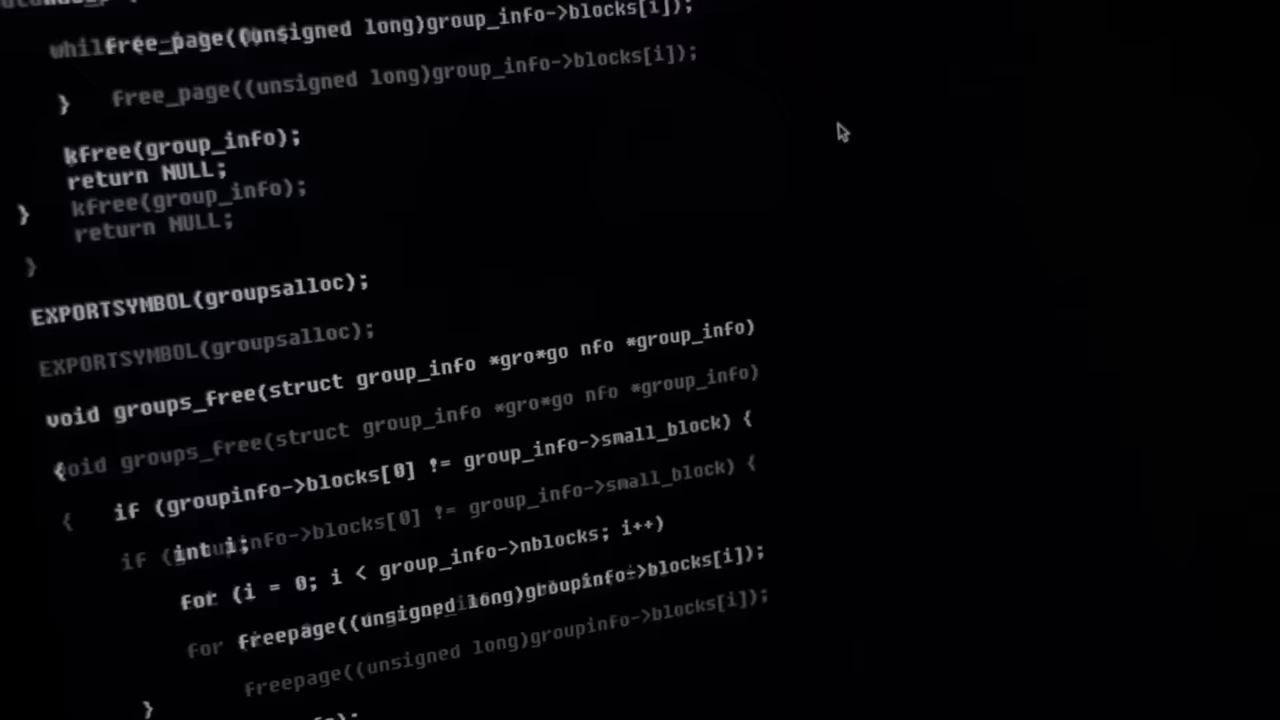 free_page((unsigned long)group_info->blocks[i]);
free_page((unsigned long)group_info->blocks[i]);
}
kfree(group_info);
return NULL;
kfree(group_info);
}
return NULL;
}
EXPORTSYMBOL(groupsalloc);
EXPORTSYMBOL(groupsalloc);
void groups_free(struct group_info *gro*go nfo *group_info)
void groups_free(struct group_info *gro*go nfo *group_info)
{
if (groupinfo->blocks[0] != group_info->small_block) {
{
if (groupinfo->blocks[0] != group_info->small_block) {
int i;
for (i = 0; i < group_info->nblocks; i++)
freepage((unsigned long)groupinfo->blocks[i]);
for
freepage((unsigned long)groupinfo->blocks[i]);
}